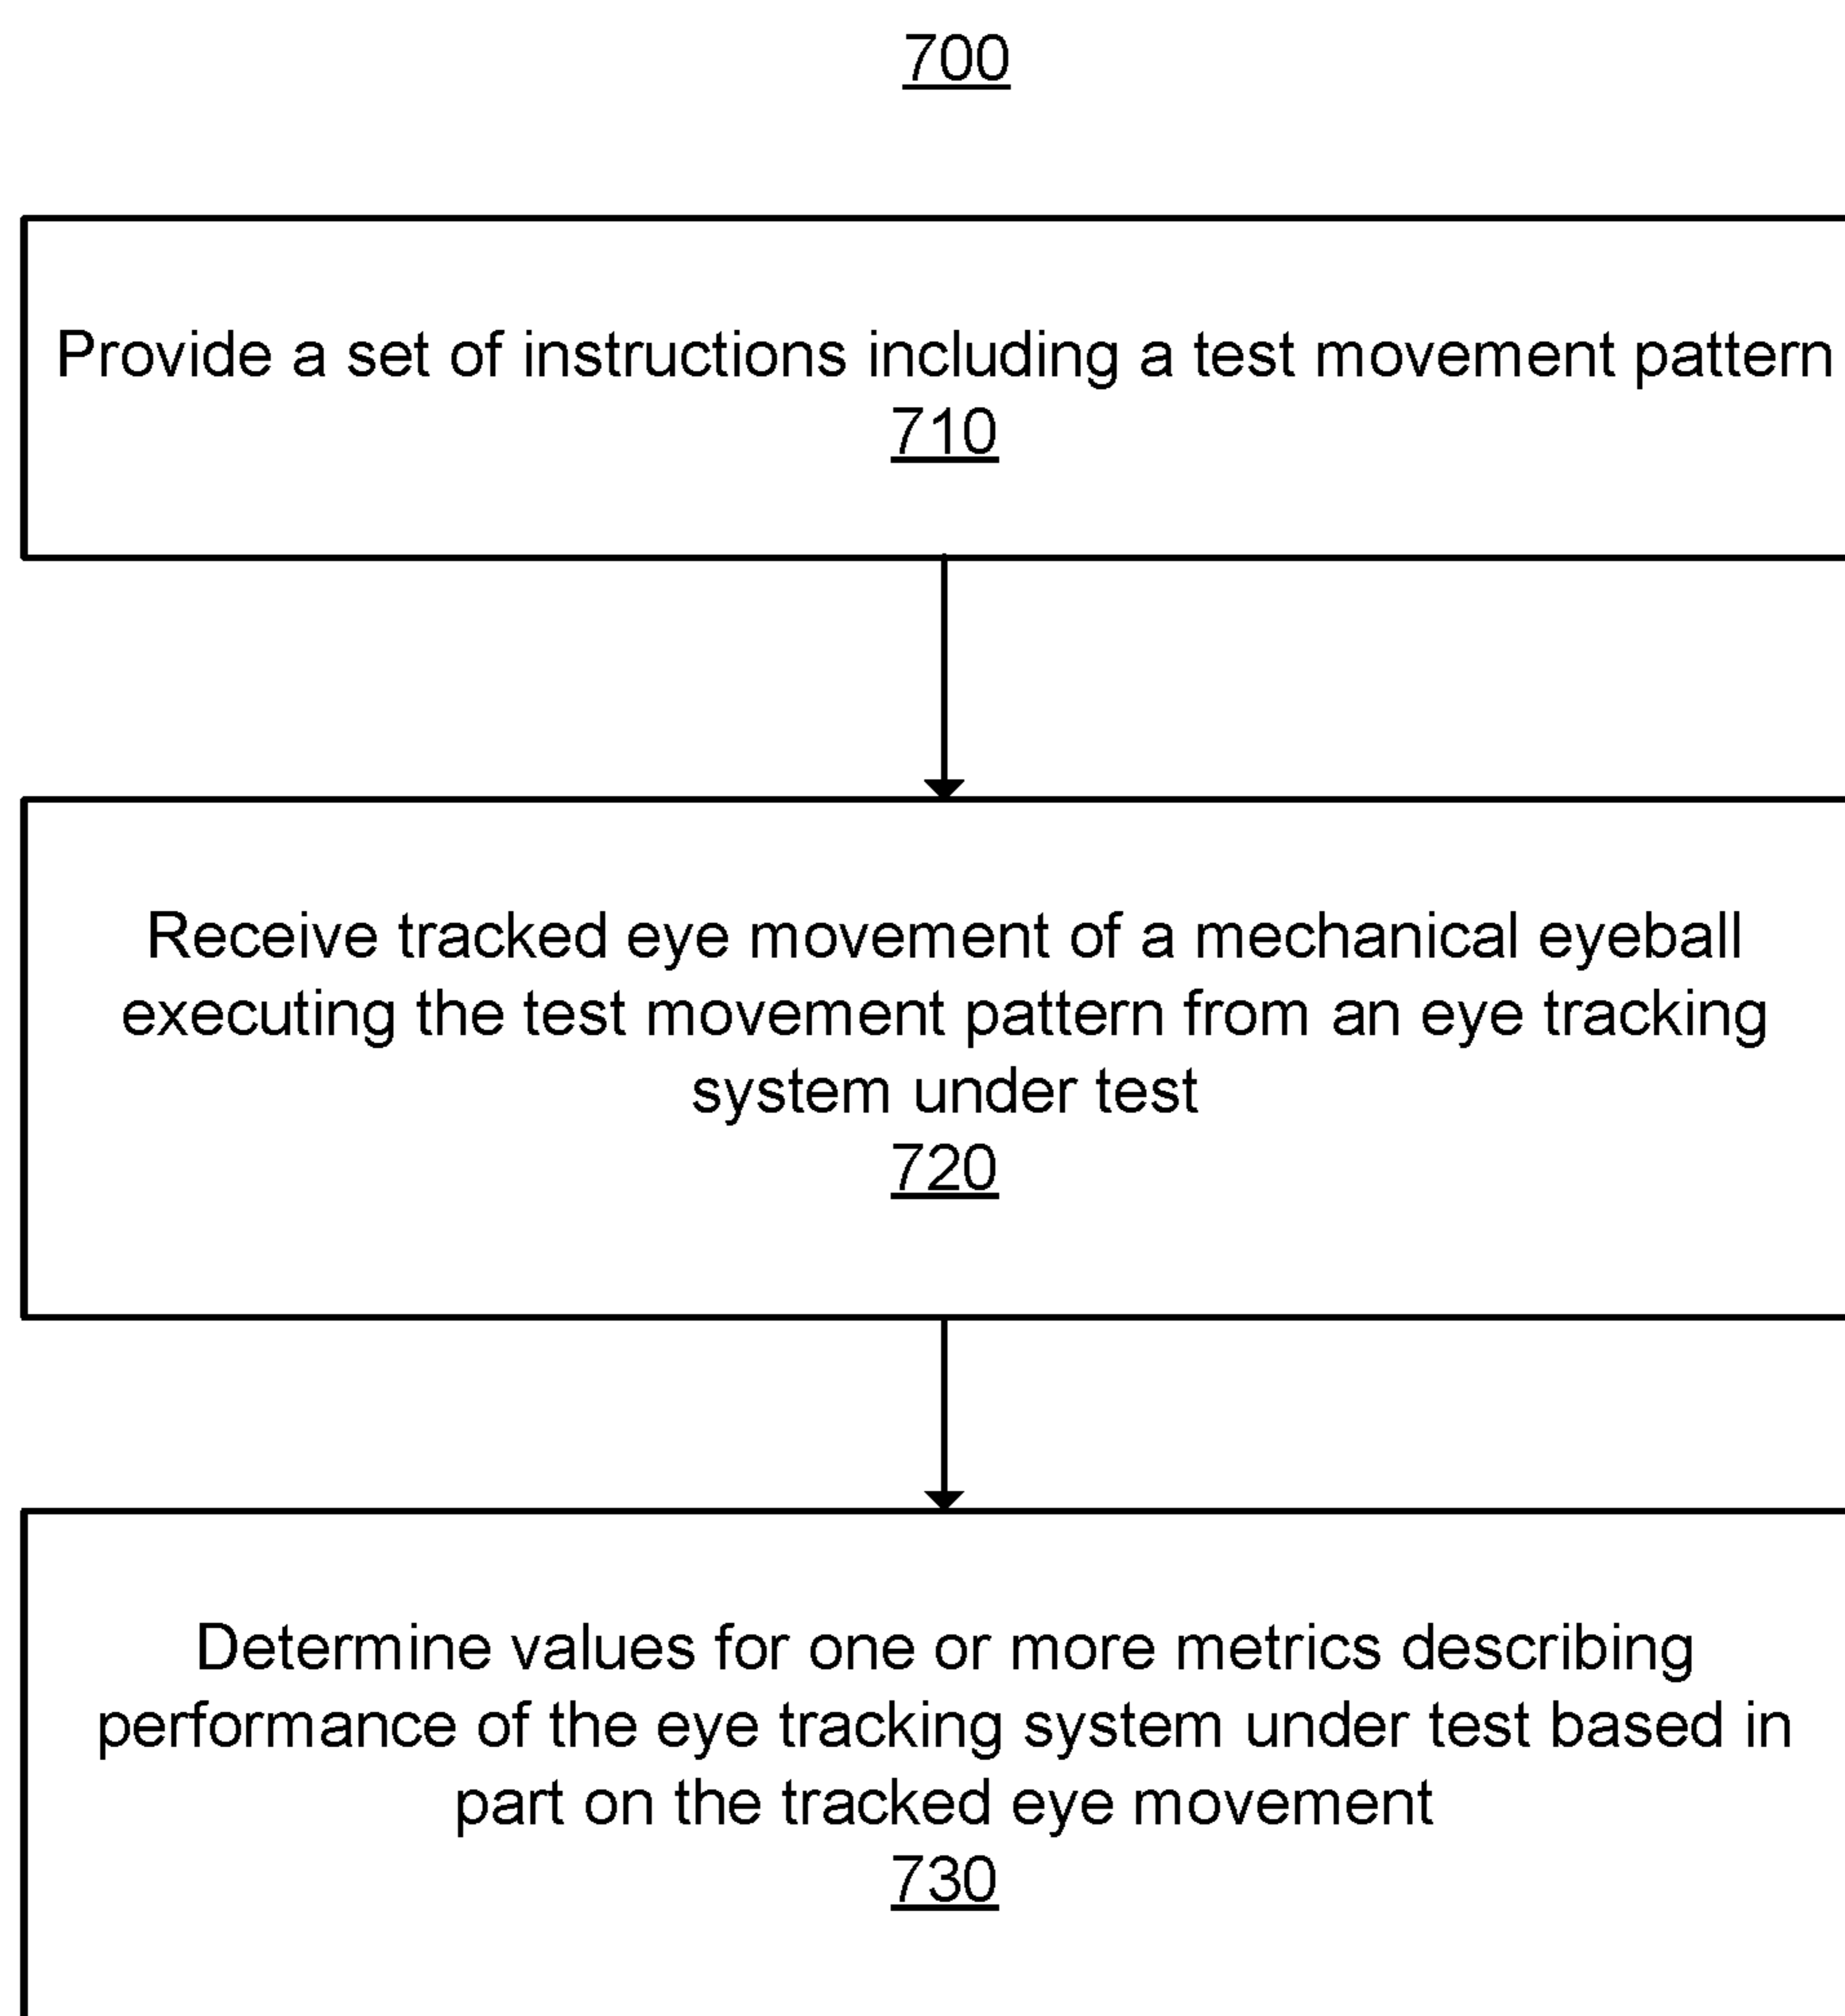 700
Provide a set of instructions including a test movement pattern
710
Receive tracked eye movement of a mechanical eyeball
executing the test movement pattern from an eye tracking
system under test
720
Determine values for one or more metrics describing
performance of the eye tracking system under test based in
part on the tracked eye movement
730